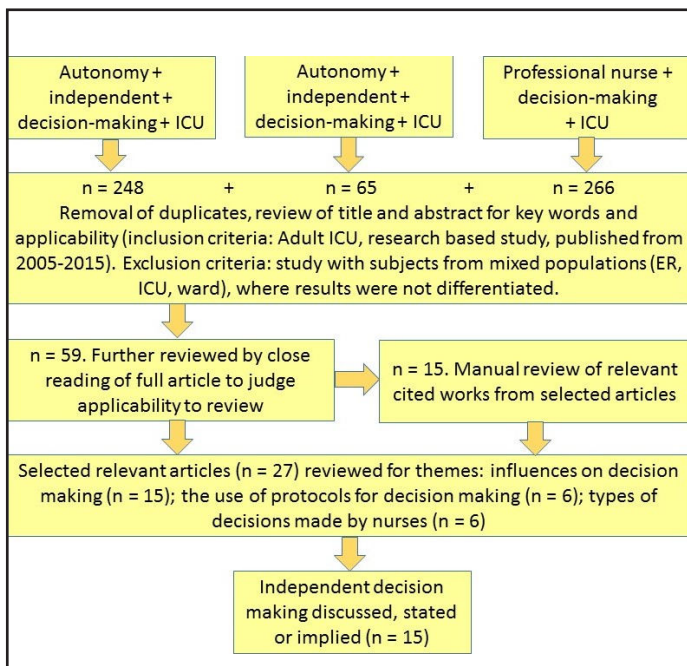 Autonomy +
independent +
decision-making + ICU
Autonomy +
independent +
decision-making + ICU
Professional nurse +
decision-making
+ ICU
n = 248 + n = 65 + n = 266
Removal of duplicates, review of title and abstract for key words and
applicability (inclusion criteria: Adult ICU, research based study, published from
2005-2015). Exclusion criteria: study with subjects from mixed populations (ER,
ICU, ward), where results were not differentiated.
n = 59. Further reviewed by close
reading of full article to judge
applicability to review
n = 15. Manual review of relevant
cited works from selected articles
Selected relevant articles (n = 27) reviewed for themes: influences on decision
making (n = 15); the use of protocols for decision making (n = 6); types of
decisions made by nurses (n = 6)
Independent decision
making discussed, stated
or implied (n = 15)